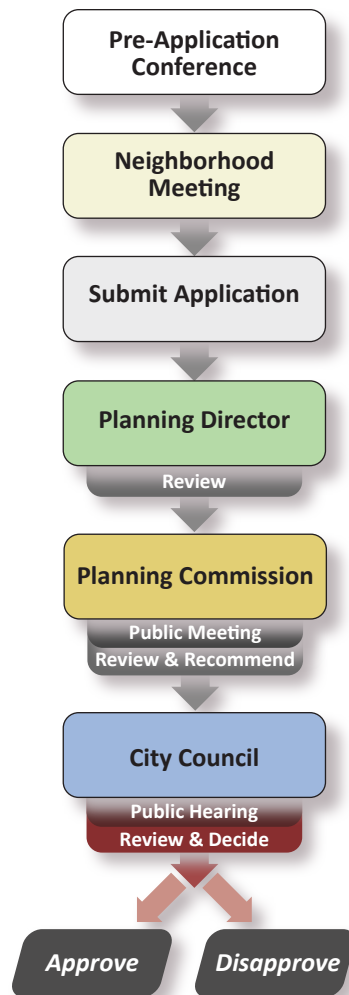 Pre-Application
Conference
Neighborhood
Meeting
Submit Application
Planning Director
Review
Planning Commission
Public Meeting
Review & Recommend
City Council
Public Hearing
Review & Decide
Approve
Disapprove